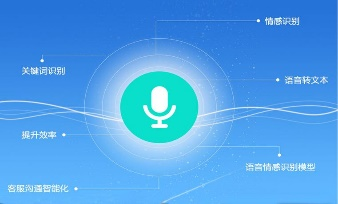 情感识别
关键词识别
语音转文本
提升效率
语音情感识别模型
客服沟通智能化